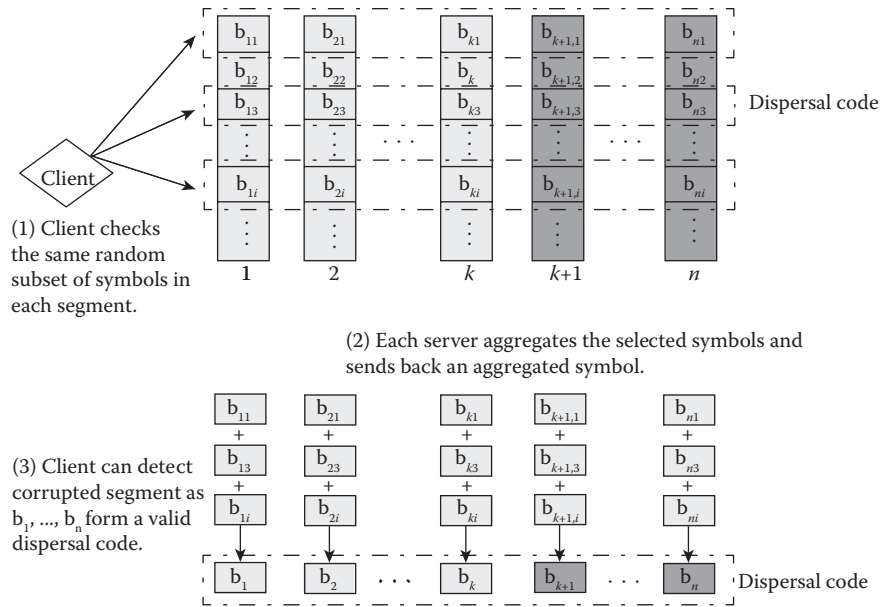 b11 b21 bk1 bk+1,1 bn1
b12 b22 bk bk+1,2 bn2
b13 b23 bk3 bk+1,3 bn3
Dispersal code
Client
b1i b2i bki bk+1,i bni
(1) Client checks
the same random
subset of symbols in
each segment.
1 2 k k+1 n
(2) Each server aggregates the selected symbols and
sends back an aggregated symbol.
b11 b21 bk1 bk+1,1 bn1
+ + + + +
b13 b23 bk3 bk+1,3 bn3
+ + + + +
b1i b2i bki bk+1,i bni
(3) Client can detect
corrupted segment as
b1, ..., bn form a valid
dispersal code.
b1 b2 ... bk bk+1 ... bn
Dispersal code